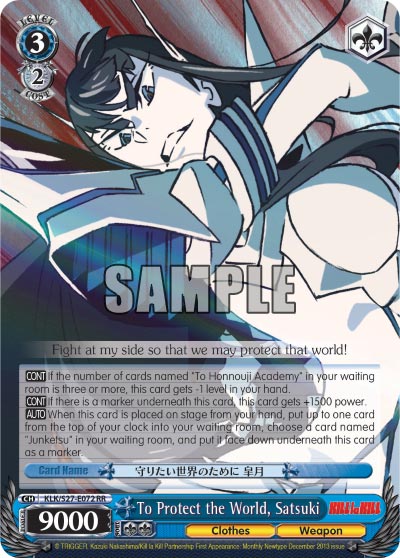 LEVEL
3
2
COST
SAMPLE
Fight at my side so that we may protect that world!
CONT If the number of cards named "To Honnouji Academy" in your waiting
room is three or more, this card gets -1 level in your hand.
CONT If there is a marker underneath this card, this card gets +1500 power.
AUTO When this card is placed on stage from your hand, put up to one card
from the top of your clock into your waiting room, choose a card named
"Junketsu" in your waiting room, and put it face down underneath this card
as a marker.
Card Name 守りたい世界のために 皐月
CH KLK/S27-E072 RR
To Protect the World, Satsuki KILL la KILL
POWER 9000 SOUL Clothes Weapon
© TRIGGER, Kazuki Nakashima/Kill la Kill Partnership First Appearance: Monthly Newtype December 2013 issue